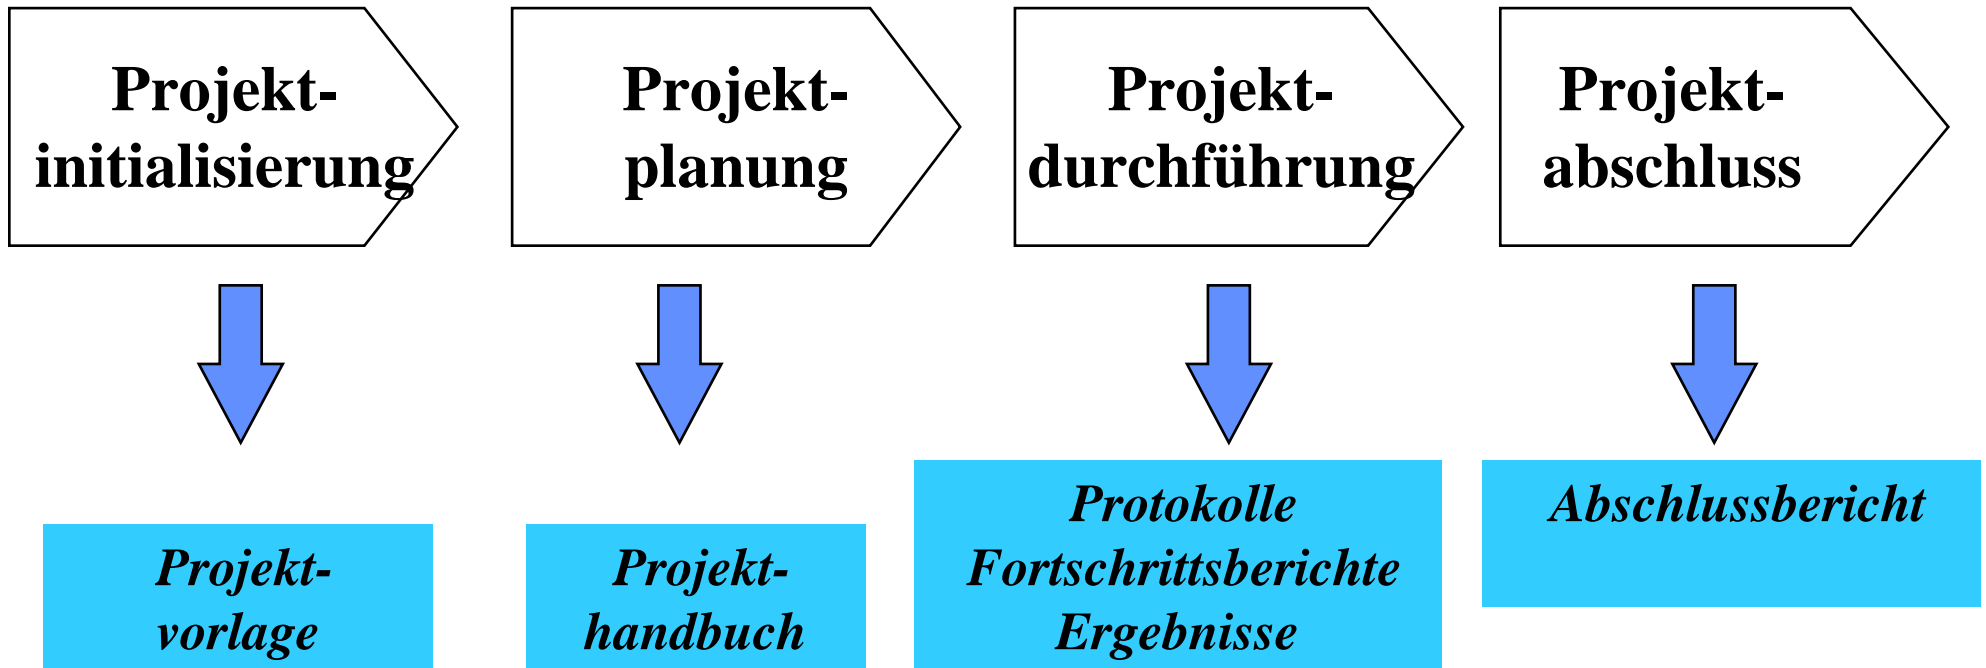 Projekt-
initialisierung
Projekt-
planung
Projekt-
durchführung
Projekt-
abschluss
Projekt-
vorlage
Projekt-
handbuch
Protokolle
Fortschrittsberichte
Ergebnisse
Abschlussbericht